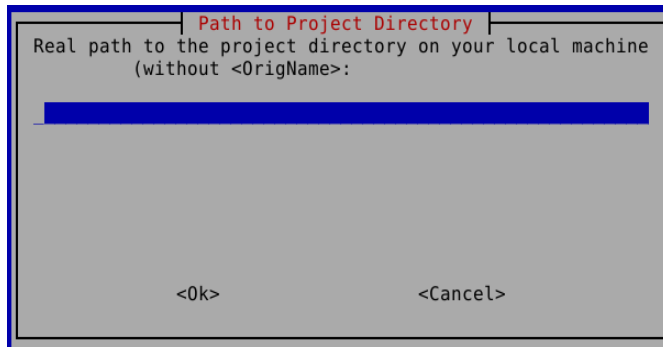 Path to Project Directory
Real path to the project directory on your local machine
(without <OrigName>:
<Ok> <Cancel>